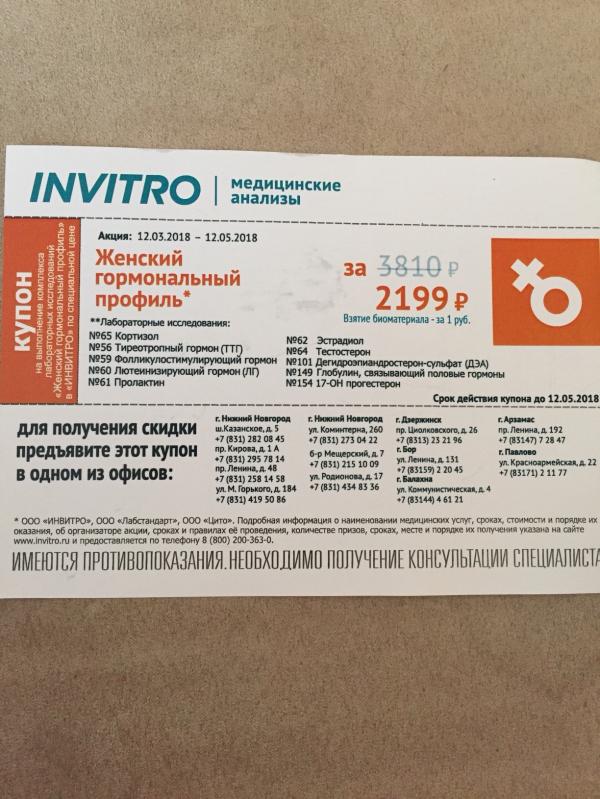 INVITRO
медицинские
анализы
купон
на выполнение комплекса
лабораторных исследований
«Женский гормональный профиль»
в «ИНВИТРО» по специальной цене
Акция: 12.03.2018 – 12.05.2018
Женский
гормональный
профиль*
за 3810 ₽
2199 ₽
Взятие биоматериала - за 1 руб.
**Лабораторные исследования:
№65 Кортизол
№56 Тиреотропный гормон (ТТГ)
№59 Фолликулостимулирующий гормон
№60 Лютеинизирующий гормон (ЛГ)
№61 Пролактин
№62 Эстрадиол
№64 Тестостерон
№101 Дегидроэпиандростерон-сульфат (ДЭА)
№149 Глобулин, связывающий половые гормоны
№154 17-ОН прогестерон
Срок действия купона до 12.05.2018
для получения скидки
предъявите этот купон
в одном из офисов:
г. Нижний Новгород
ш.Казанское, д. 5
+7 (831) 282 08 45
пр. Кирова, д. 1 А
+7 (831) 295 78 14
пр. Ленина, д. 48
+7 (831) 258 14 58
ул. М. Горького, д. 184
+7 (831) 419 50 86
г. Нижний Новгород
ул. Коминтерна, 260
+7 (831) 273 04 22
б-р Мещерский, д. 7
+7 (831) 215 10 09
ул. Родионова, д. 17
+7 (831) 434 83 36
г. Дзержинск
пр. Циолковского, д. 26
+7 (8313) 23 21 96
г. Бор
ул. Ленина, д. 131
+7 (83159) 2 20 45
г. Балахна
ул. Коммунистическая, д. 4
+7 (83144) 4 61 21
г. Арзамас
пр. Ленина, д. 192
+7 (83147) 7 28 47
г. Павлово
ул. Красноармейская, д. 22
+7 (83171) 2 11 77
* ООО «ИНВИТРО», ООО «Лабстандарт», ООО «Цито». Подробная информация о наименовании медицинских услуг, сроках, стоимости и порядке их
оказания, об организаторе акции, сроках и правилах её проведения, количестве призов, сроках, месте и порядке их получения указана на сайте
www.invitro.ru и предоставляется по телефону 8 (800) 200-363-0.
ИМЕЮТСЯ ПРОТИВОПОКАЗАНИЯ. НЕОБХОДИМО ПОЛУЧЕНИЕ КОНСУЛЬТАЦИИ СПЕЦИАЛИСТА